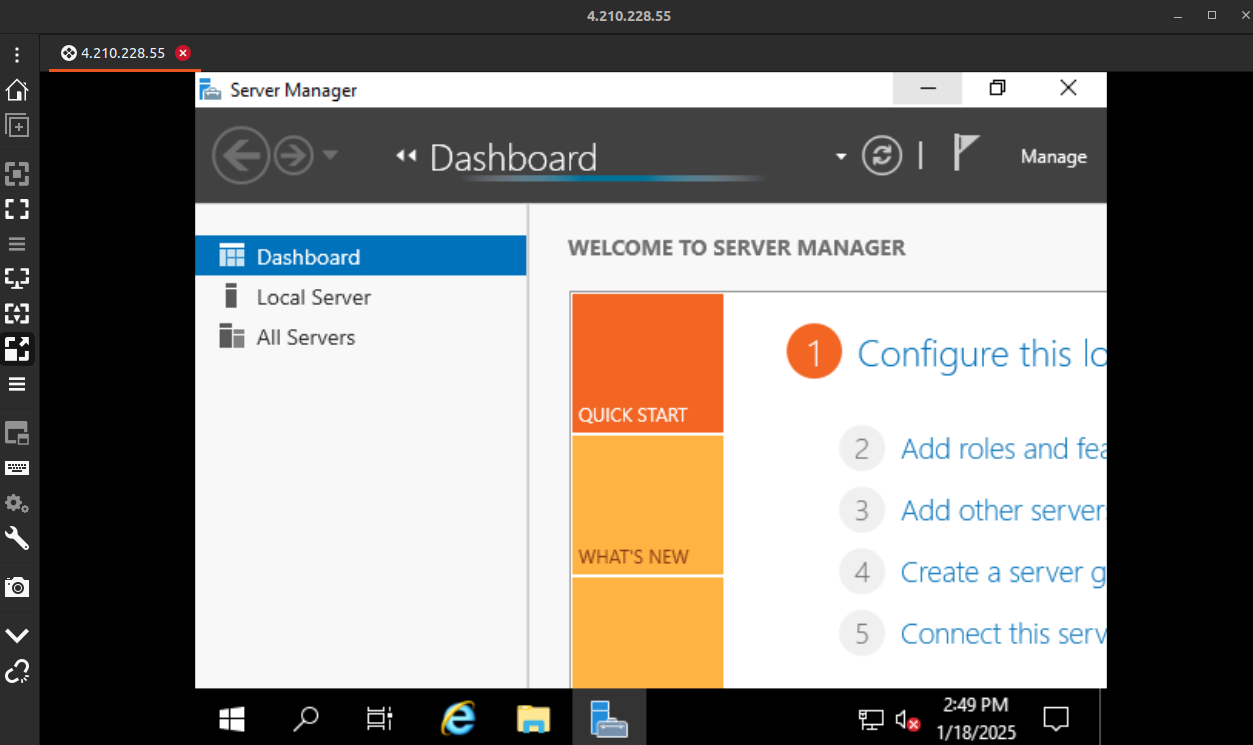 4.210.228.55
4.210.228.55
Server Manager
Dashboard
Manage
Dashboard
Local Server
All Servers
WELCOME TO SERVER MANAGER
QUICK START
WHAT'S NEW
1 Configure this lo
2 Add roles and fea
3 Add other server
4 Create a server g
5 Connect this serv
2:49 PM
1/18/2025